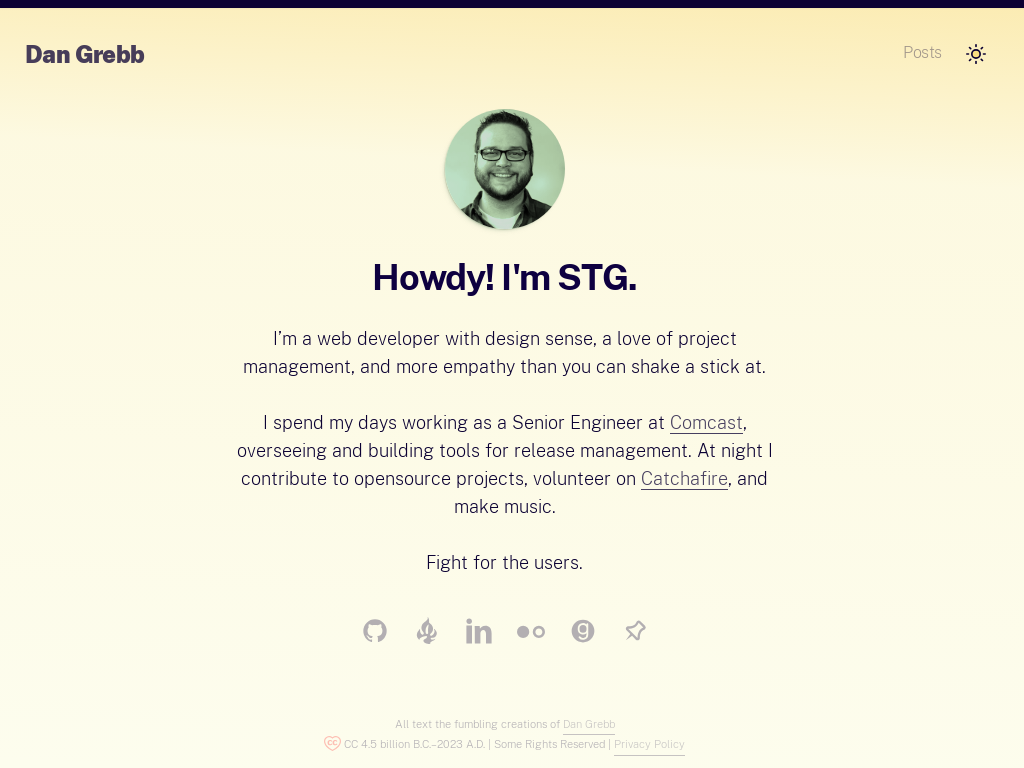 Dan Grebb
Posts
Howdy! I'm STG.
I’m a web developer with design sense, a love of project
management, and more empathy than you can shake a stick at.
I spend my days working as a Senior Engineer at Comcast,
overseeing and building tools for release management. At night I
contribute to opensource projects, volunteer on Catchafire, and
make music.
Fight for the users.
All text the fumbling creations of Dan Grebb
CC 4.5 billion B.C.–2023 A.D. | Some Rights Reserved | Privacy Policy